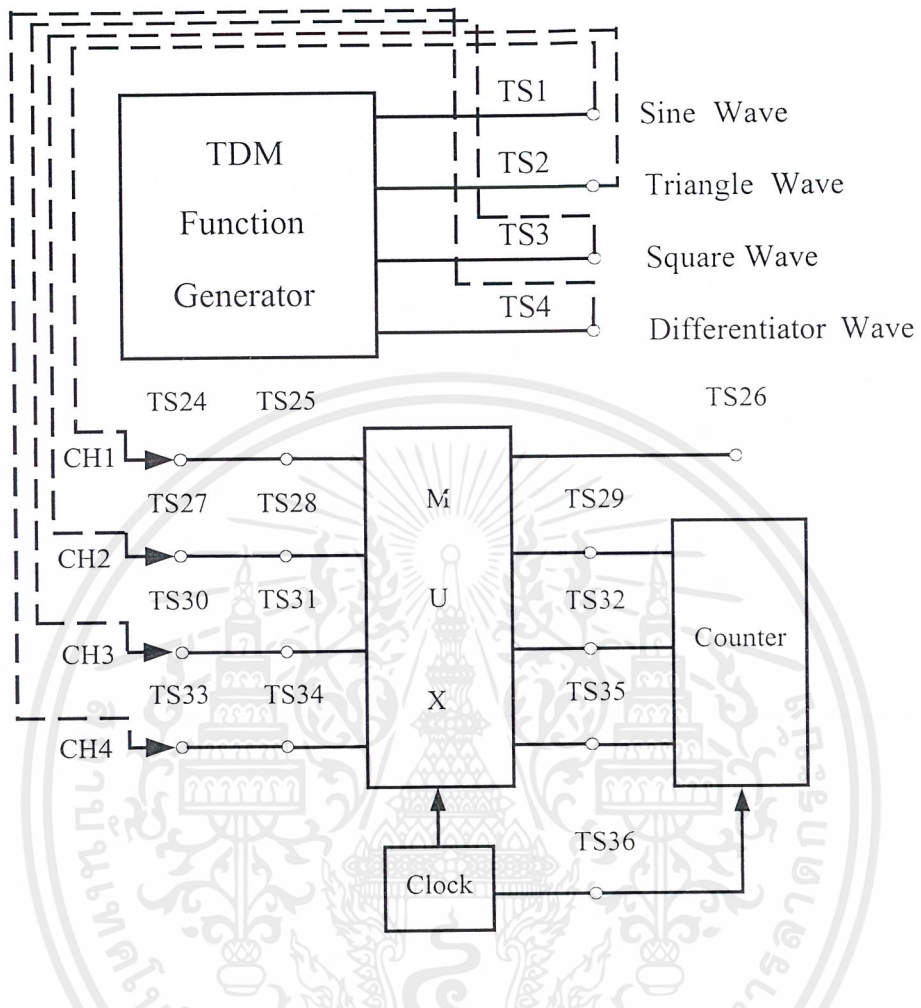 TS1
Sine Wave
TDM
Function
Generator
TS2
Triangle Wave
TS3
Square Wave
TS4
Differentiator Wave
TS24 TS25 TS26
CH1
TS27 TS28 TS29
CH2
TS30 TS31 TS32
CH3
TS33 TS34 TS35
CH4
M
U
X
Counter
Clock
TS36